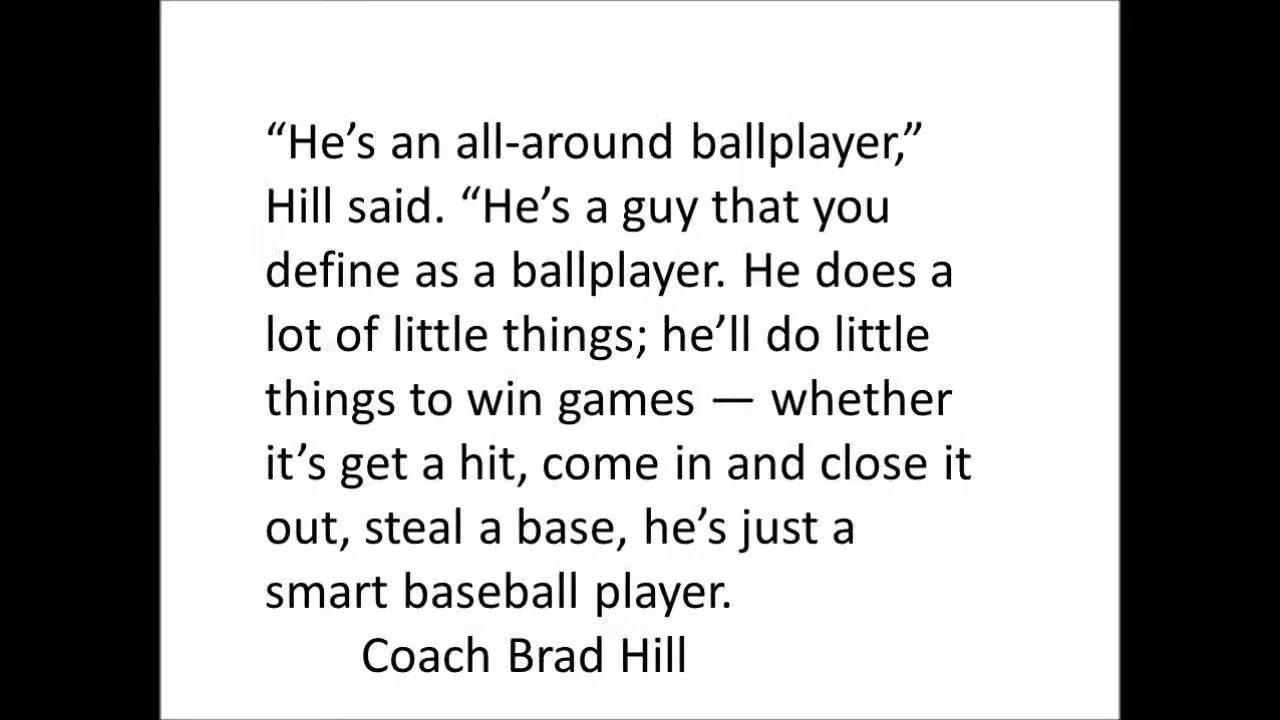 “He’s an all-around ballplayer,”
Hill said. “He’s a guy that you
define as a ballplayer. He does a
lot of little things; he’ll do little
things to win games — whether
it’s get a hit, come in and close it
out, steal a base, he’s just a
smart baseball player.
Coach Brad Hill